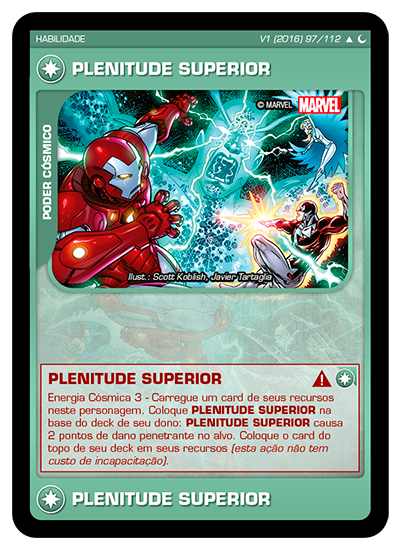 HABILIDADE V1 (2016) 97/112
PLENITUDE SUPERIOR
PODER CÓSMICO
© MARVEL MARVEL
Ilust.: Scott Koblish, Javier Tartaglia
PLENITUDE SUPERIOR
Energia Cósmica 3 - Carregue um card de seus recursos
neste personagem. Coloque PLENITUDE SUPERIOR na
base do deck de seu dono: PLENITUDE SUPERIOR causa
2 pontos de dano penetrante no alvo. Coloque o card do
topo de seu deck em seus recursos (esta ação não tem
custo de incapacitação).
PLENITUDE SUPERIOR